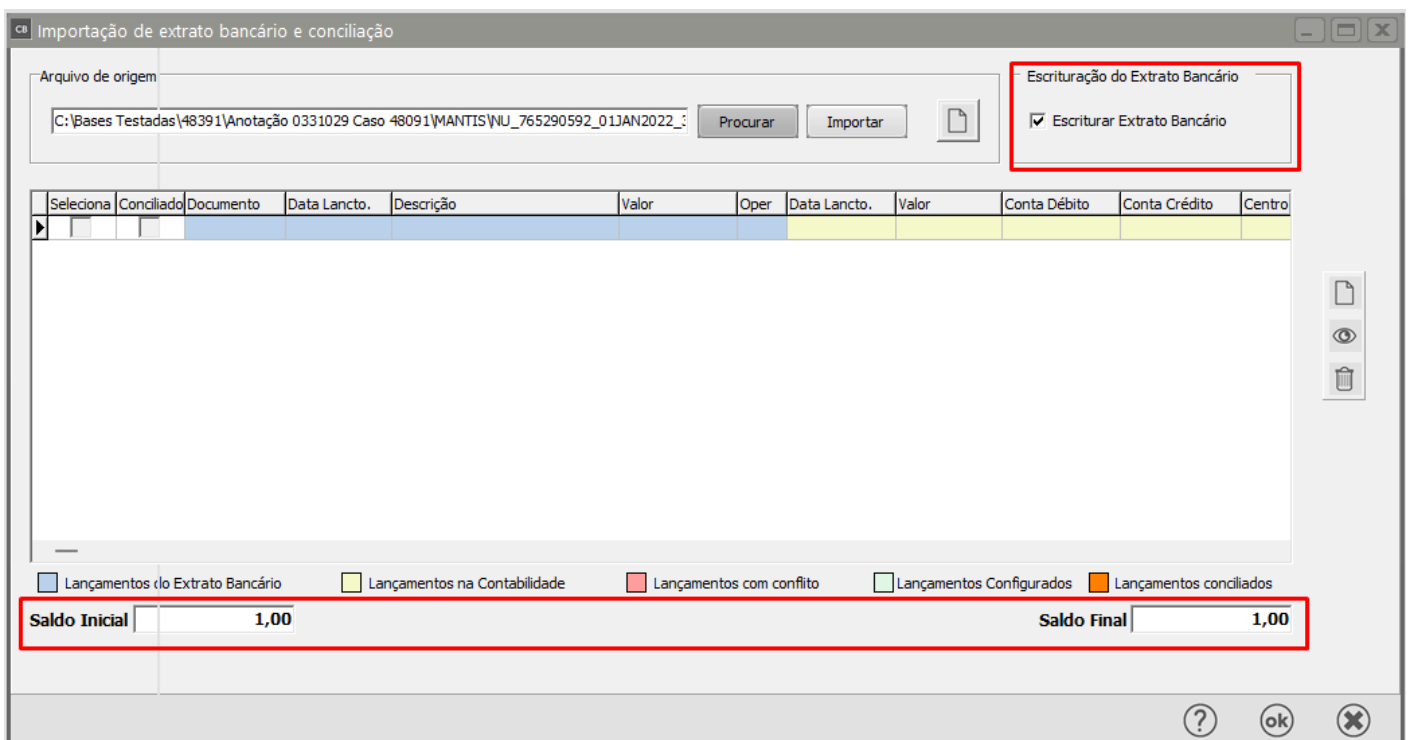 CB Importação de extrato bancário e conciliação
Arquivo de origem
Escrituração do Extrato Bancário
C:\Bases Testadas\48391\Anotação 0331029 Caso 48091\MANTIS\NU_765290592_01JAN2022_
Procurar
Importar
Escriturar Extrato Bancário
Seleciona Conciliado Documento Data Lancto. Descrição Valor Oper Data Lancto. Valor Conta Débito Conta Crédito Centro
Lançamentos do Extrato Bancário Lançamentos na Contabilidade Lançamentos com conflito Lançamentos Configurados Lançamentos conciliados
Saldo Inicial 1,00 Saldo Final 1,00
? ok